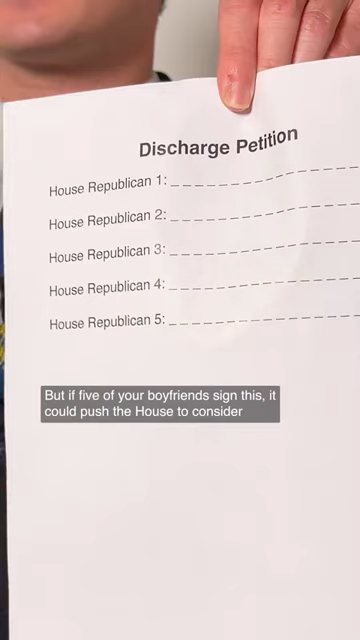 Discharge Petition
House Republican 1: _ _ _ _ _ _ _ _ _ _ _ _ _ _
House Republican 2: _ _ _ _ _ _ _ _ _ _ _ _ _ _
House Republican 3: _ _ _ _ _ _ _ _ _ _ _ _ _ _
House Republican 4: _ _ _ _ _ _ _ _ _ _ _ _ _ _
House Republican 5: _ _ _ _ _ _ _ _ _ _ _ _ _ _
But if five of your boyfriends sign this, it
could push the House to consider